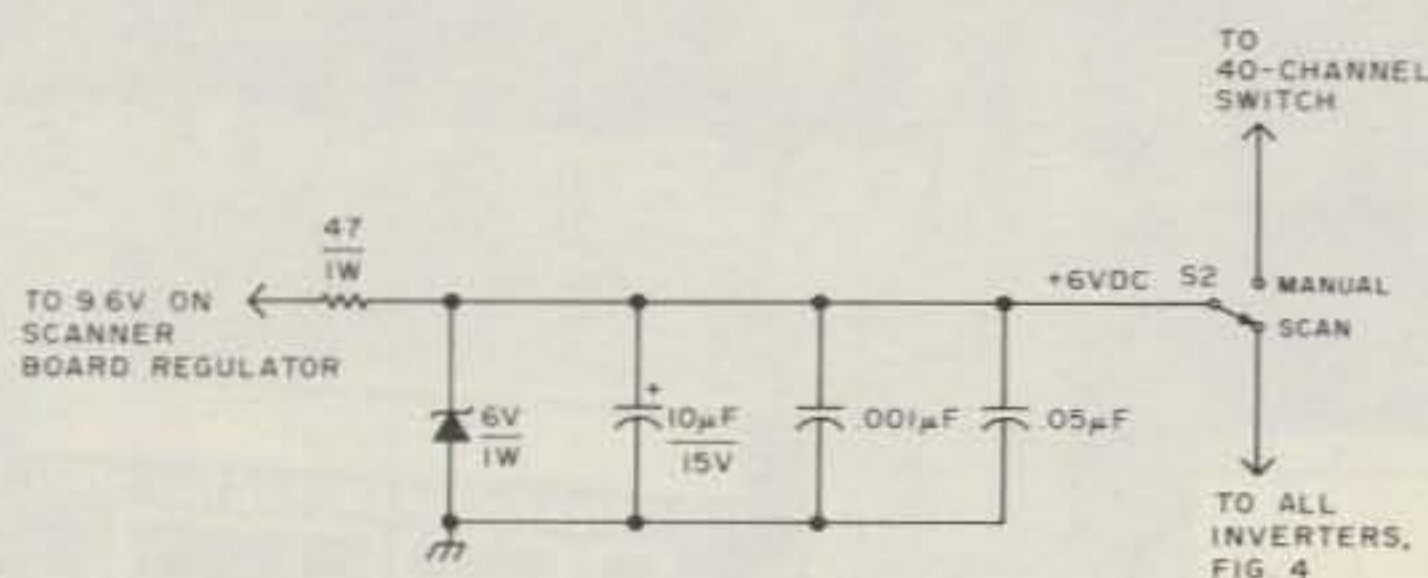 TO
40-CHANNEL
SWITCH
47
1W
+6VDC S2
MANUAL
SCAN
TO 9.6V ON
SCANNER
BOARD REGULATOR
6V
1W
+
10µF
15V
.001µF
.05µF
TO ALL
INVERTERS,
FIG 4